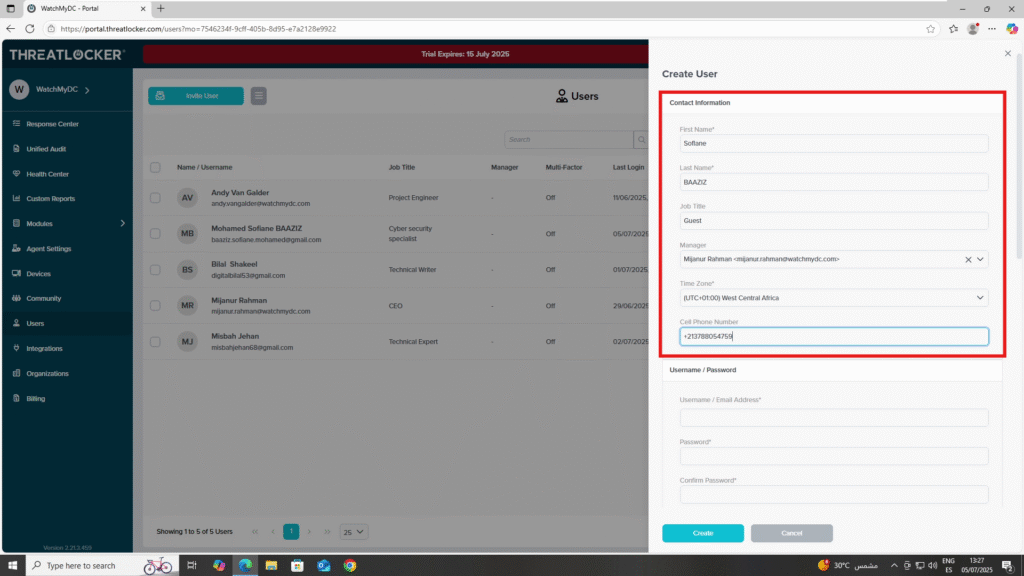 WatchMyDC - Portal
https://portal.threatlocker.com/users?mo=7546234f-9cff-405b-8d95-e7a2128e9922
THREATLOCKER
Trial Expires: 15 July 2025
W WatchMyDC
Response Center
Unified Audit
Health Center
Custom Reports
Modules
Agent Settings
Devices
Community
Users
Integrations
Organizations
Billing
Version 2.21.3.459
Invite User
Users
Search
Name / Username Job Title Manager Multi-Factor Last Login
AV Andy Van Galder Project Engineer - Off 11/06/2025,
andy.vangalder@watchmydc.com
MB Mohamed Sofiane BAAZIZ Cyber security specialist - Off 05/07/2025
baaziz.sofiane.mohamed@gmail.com
BS Bilal Shakeel Technical Writer - Off 01/07/2025
digitalbilal53@gmail.com
MR Mijanur Rahman CEO - Off 29/06/2025
mijanur.rahman@watchmydc.com
MJ Misbah Jehan Technical Expert - Off 02/07/2025
misbahjehan68@gmail.com
Showing 1 to 5 of 5 Users
1
25
Create User
Contact Information
First Name*
Sofiane
Last Name*
BAAZIZ
Job Title
Guest
Manager
Mijanur Rahman <mijanur.rahman@watchmydc.com>
Time Zone*
(UTC+01:00) West Central Africa
Cell Phone Number
+213788054759
Username / Password
Username / Email Address*
Password*
Confirm Password*
Create
Cancel
Type here to search
30°C مشمس
ENG
ES
13:27
05/07/2025